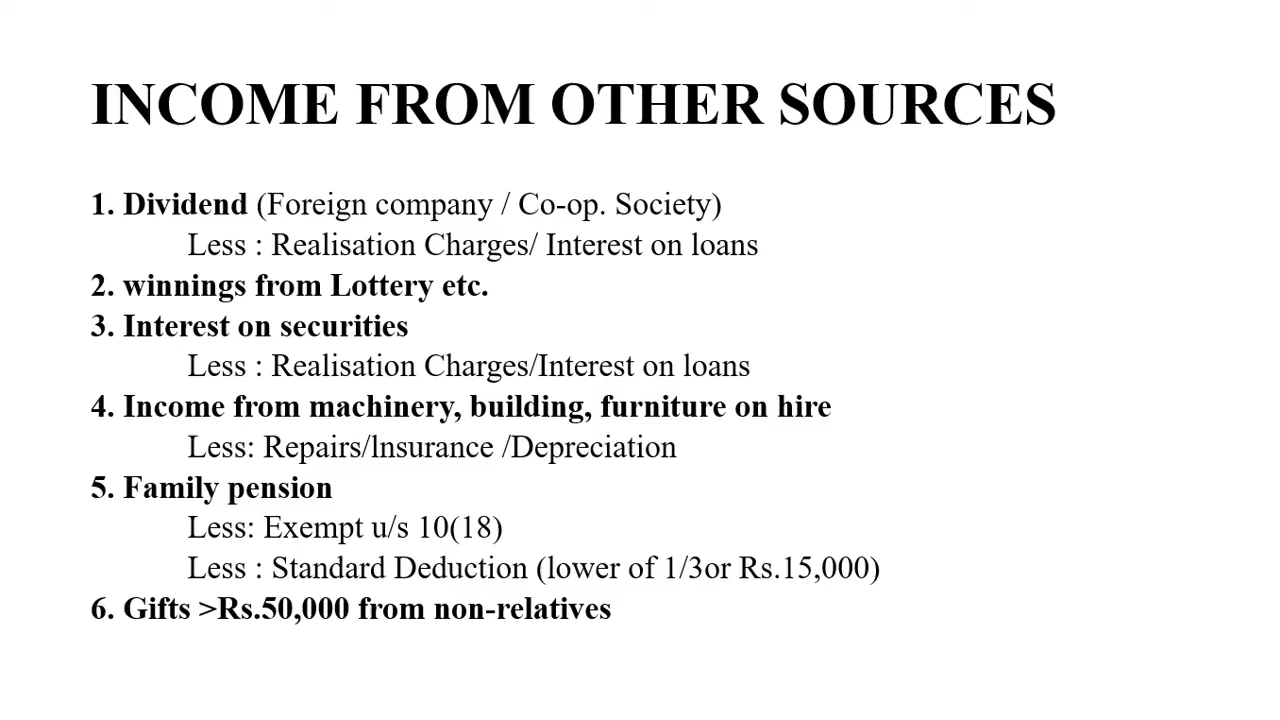 INCOME FROM OTHER SOURCES
1. Dividend (Foreign company / Co-op. Society)
Less : Realisation Charges/ Interest on loans
2. winnings from Lottery etc.
3. Interest on securities
Less : Realisation Charges/Interest on loans
4. Income from machinery, building, furniture on hire
Less: Repairs/lnsurance /Depreciation
5. Family pension
Less: Exempt u/s 10(18)
Less : Standard Deduction (lower of 1/3or Rs.15,000)
6. Gifts >Rs.50,000 from non-relatives